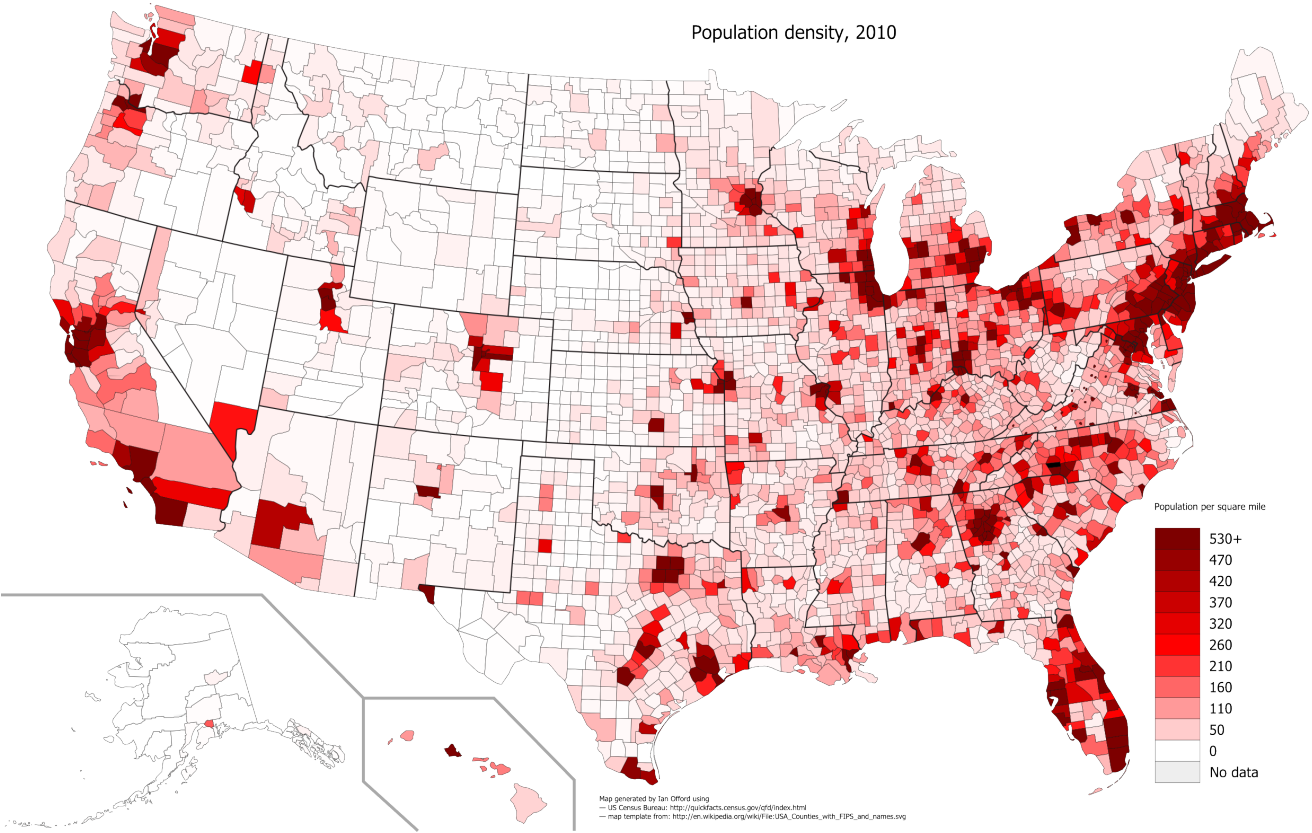 Population density, 2010
Population per square mile
530+
470
420
370
320
260
210
160
110
50
0
No data
Map generated by Ian Offord using
— US Census Bureau: http://quickfacts.census.gov/qfd/index.html
— map template from: http://en.wikipedia.org/wiki/File:USA_Counties_with_FIPS_and_names.svg